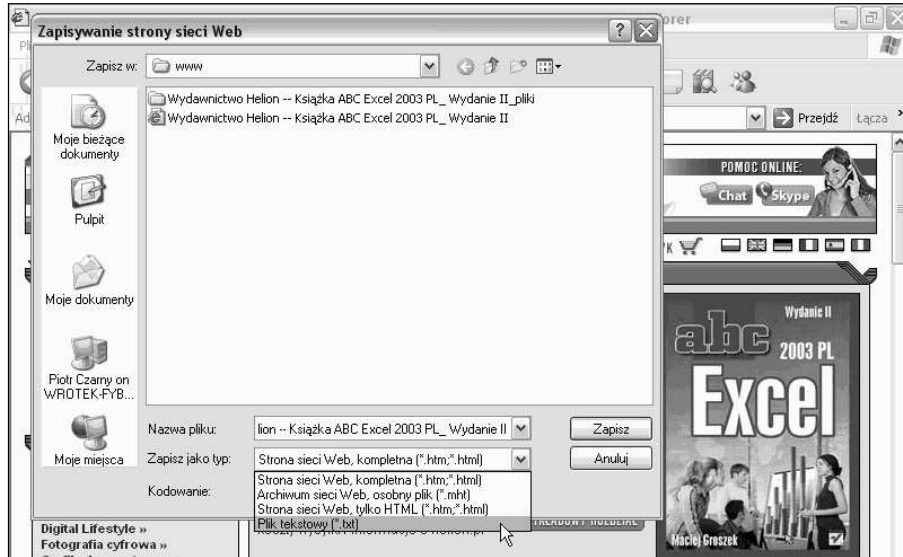 orer
Zapisywanie strony sieci Web
Zapisz w:
www
Wydawnictwo Helion -- Książka ABC Excel 2003 PL_ Wydanie II_pliki
Wydawnictwo Helion -- Książka ABC Excel 2003 PL_ Wydanie II
Moje bieżące
dokumenty
Pulpit
Moje dokumenty
Piotr Czarny on
WROTEK-FYB...
Moje miejsca
Nazwa pliku:
lion -- Książka ABC Excel 2003 PL_ Wydanie II
Zapisz
Zapisz jako typ:
Strona sieci Web, kompletna (*.htm;*.html)
Anuluj
Kodowanie:
Strona sieci Web, kompletna (*.htm;*.html)
Archiwum sieci Web, osobny plik (*.mht)
Strona sieci Web, tylko HTML (*.htm;*.html)
Plik tekstowy (*.txt)
Ad
Przejdź
Łącza
POMOC ONLINE:
Chat
Skype
Wydanie II
abc
2003 PL
Excel
Maciej Groszek
Digital Lifestyle »
Fotografia cyfrowa »